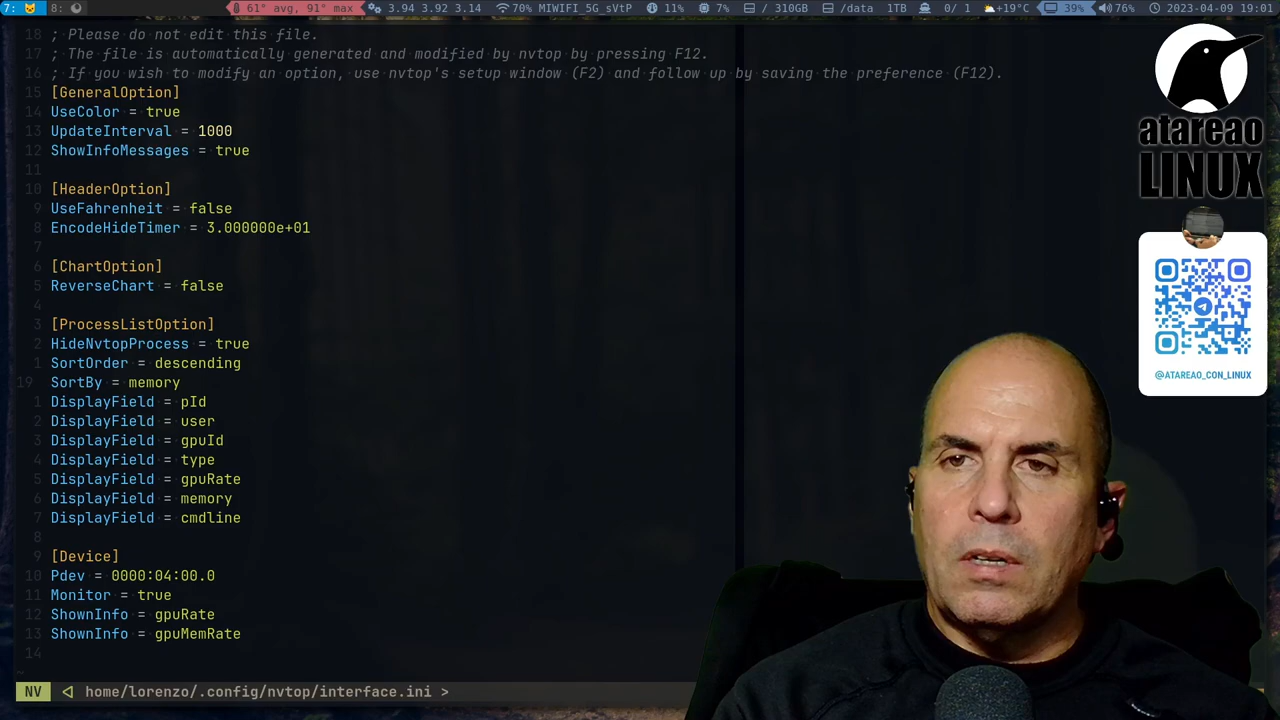 7: 8: 61° avg, 91° max 3.94 3.92 3.14 70% MIWIFI_5G_sVtP 11% 7% / 310GB /data 1TB 0/ 1 +19°C 39% 76% 2023-04-09 19:01
18 ; Please do not edit this file.
17 ; The file is automatically generated and modified by nvtop by pressing F12.
16 ; If you wish to modify an option, use nvtop's setup window (F2) and follow up by saving the preference (F12).
15 [GeneralOption]
14 UseColor = true
13 UpdateInterval = 1000
12 ShowInfoMessages = true
11
10 [HeaderOption]
9 UseFahrenheit = false
8 EncodeHideTimer = 3.000000e+01
7
6 [ChartOption]
5 ReverseChart = false
4
3 [ProcessListOption]
2 HideNvtopProcess = true
1 SortOrder = descending
19 SortBy = memory
1 DisplayField = pId
2 DisplayField = user
3 DisplayField = gpuId
4 DisplayField = type
5 DisplayField = gpuRate
6 DisplayField = memory
7 DisplayField = cmdline
8
9 [Device]
10 Pdev = 0000:04:00.0
11 Monitor = true
12 ShownInfo = gpuRate
13 ShownInfo = gpuMemRate
14
~
NV home/lorenzo/.config/nvtop/interface.ini >
atareao
LINUX
@ATAREAO_CON_LINUX